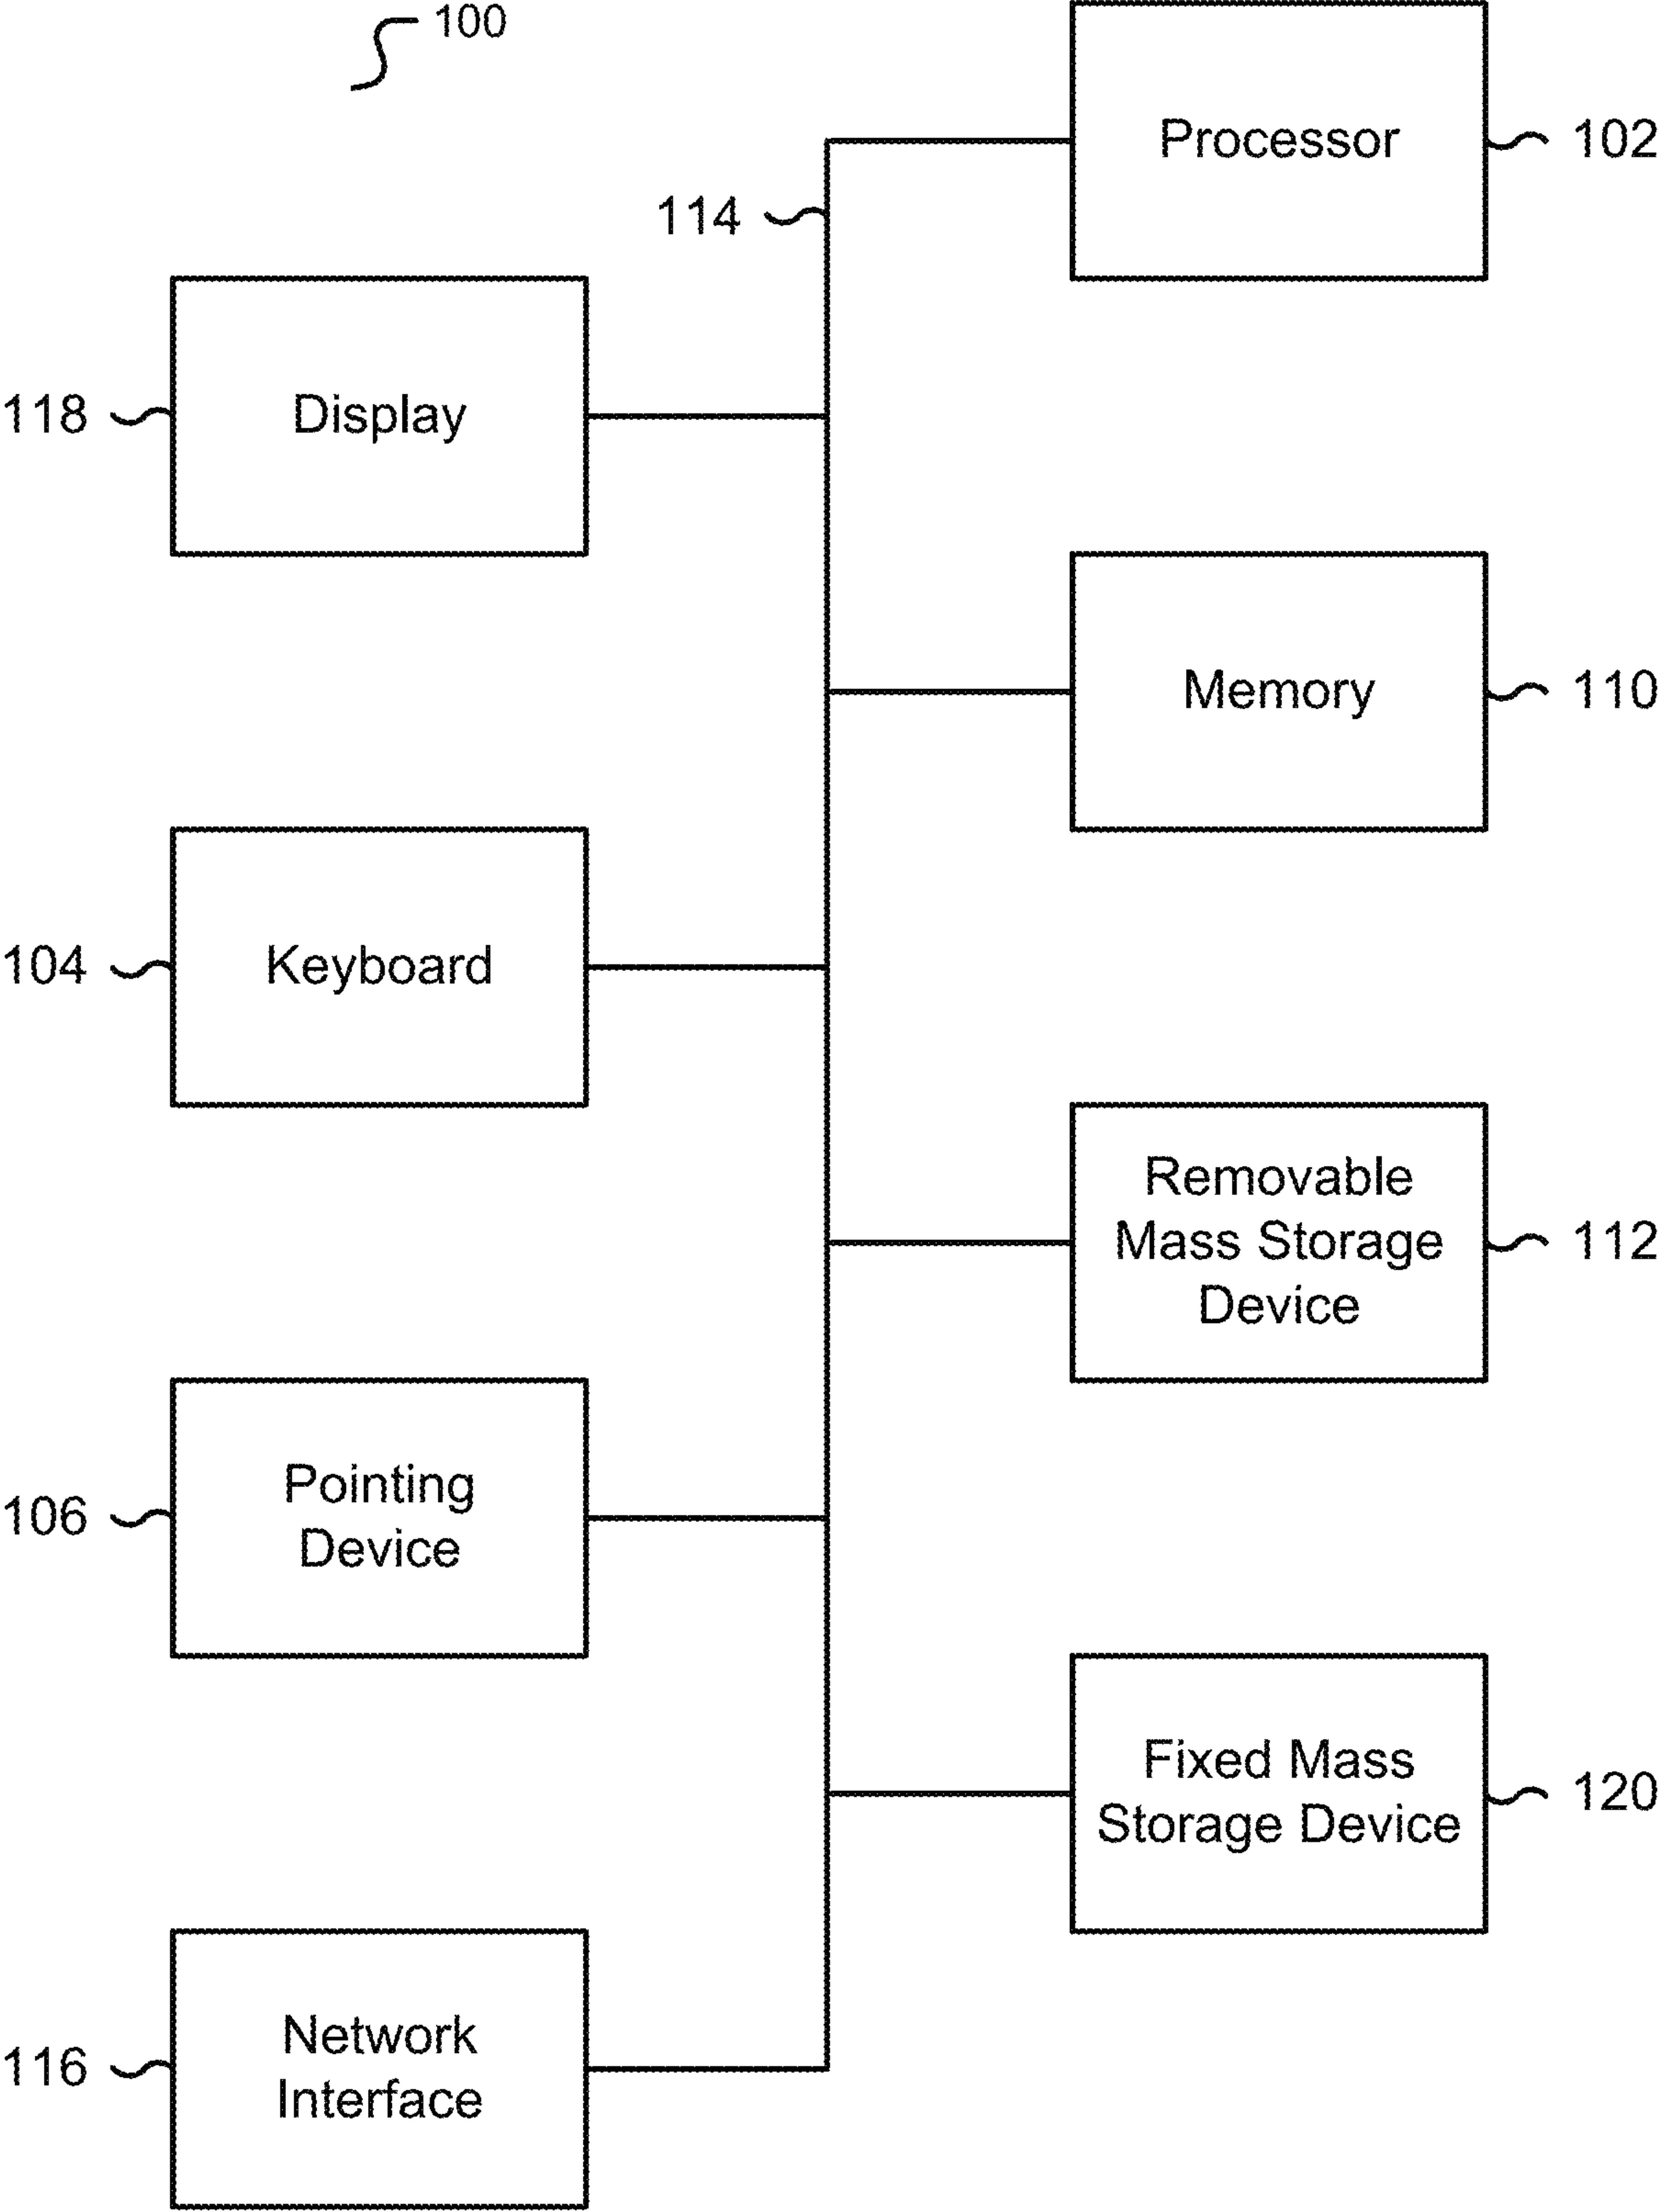 100
Processor
102
114
118
Display
Memory
110
104
Keyboard
Removable
Mass Storage
Device
112
106
Pointing
Device
Fixed Mass
Storage Device
120
116
Network
Interface